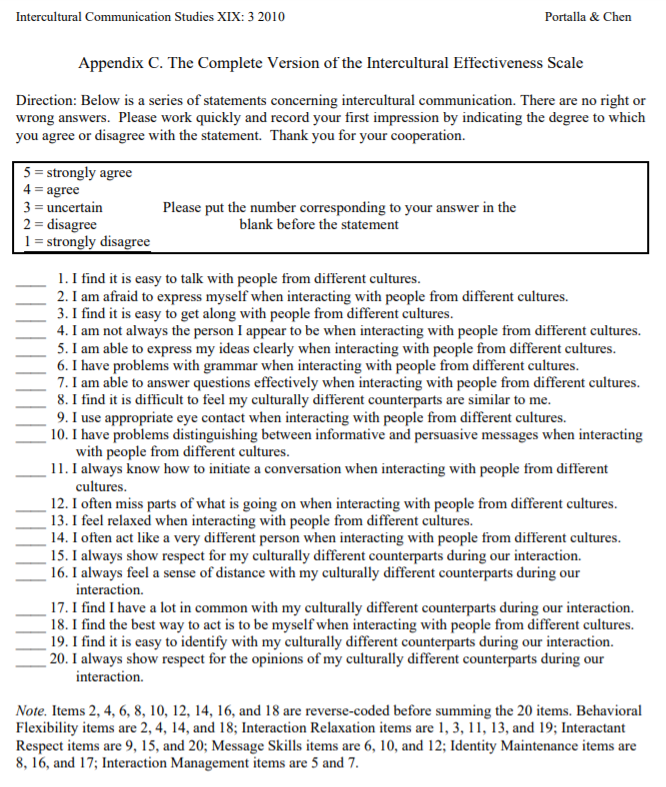 Intercultural Communication Studies XIX: 3 2010 Portalla & Chen
Appendix C. The Complete Version of the Intercultural Effectiveness Scale
Direction: Below is a series of statements concerning intercultural communication. There are no right or
wrong answers. Please work quickly and record your first impression by indicating the degree to which
you agree or disagree with the statement. Thank you for your cooperation.
5 = strongly agree
4 = agree
3 = uncertain Please put the number corresponding to your answer in the
2 = disagree blank before the statement
1 = strongly disagree
____ 1. I find it is easy to talk with people from different cultures.
____ 2. I am afraid to express myself when interacting with people from different cultures.
____ 3. I find it is easy to get along with people from different cultures.
____ 4. I am not always the person I appear to be when interacting with people from different cultures.
____ 5. I am able to express my ideas clearly when interacting with people from different cultures.
____ 6. I have problems with grammar when interacting with people from different cultures.
____ 7. I am able to answer questions effectively when interacting with people from different cultures.
____ 8. I find it is difficult to feel my culturally different counterparts are similar to me.
____ 9. I use appropriate eye contact when interacting with people from different cultures.
____ 10. I have problems distinguishing between informative and persuasive messages when interacting
with people from different cultures.
____ 11. I always know how to initiate a conversation when interacting with people from different
cultures.
____ 12. I often miss parts of what is going on when interacting with people from different cultures.
____ 13. I feel relaxed when interacting with people from different cultures.
____ 14. I often act like a very different person when interacting with people from different cultures.
____ 15. I always show respect for my culturally different counterparts during our interaction.
____ 16. I always feel a sense of distance with my culturally different counterparts during our
interaction.
____ 17. I find I have a lot in common with my culturally different counterparts during our interaction.
____ 18. I find the best way to act is to be myself when interacting with people from different cultures.
____ 19. I find it is easy to identify with my culturally different counterparts during our interaction.
____ 20. I always show respect for the opinions of my culturally different counterparts during our
interaction.
Note. Items 2, 4, 6, 8, 10, 12, 14, 16, and 18 are reverse-coded before summing the 20 items. Behavioral
Flexibility items are 2, 4, 14, and 18; Interaction Relaxation items are 1, 3, 11, 13, and 19; Interactant
Respect items are 9, 15, and 20; Message Skills items are 6, 10, and 12; Identity Maintenance items are
8, 16, and 17; Interaction Management items are 5 and 7.